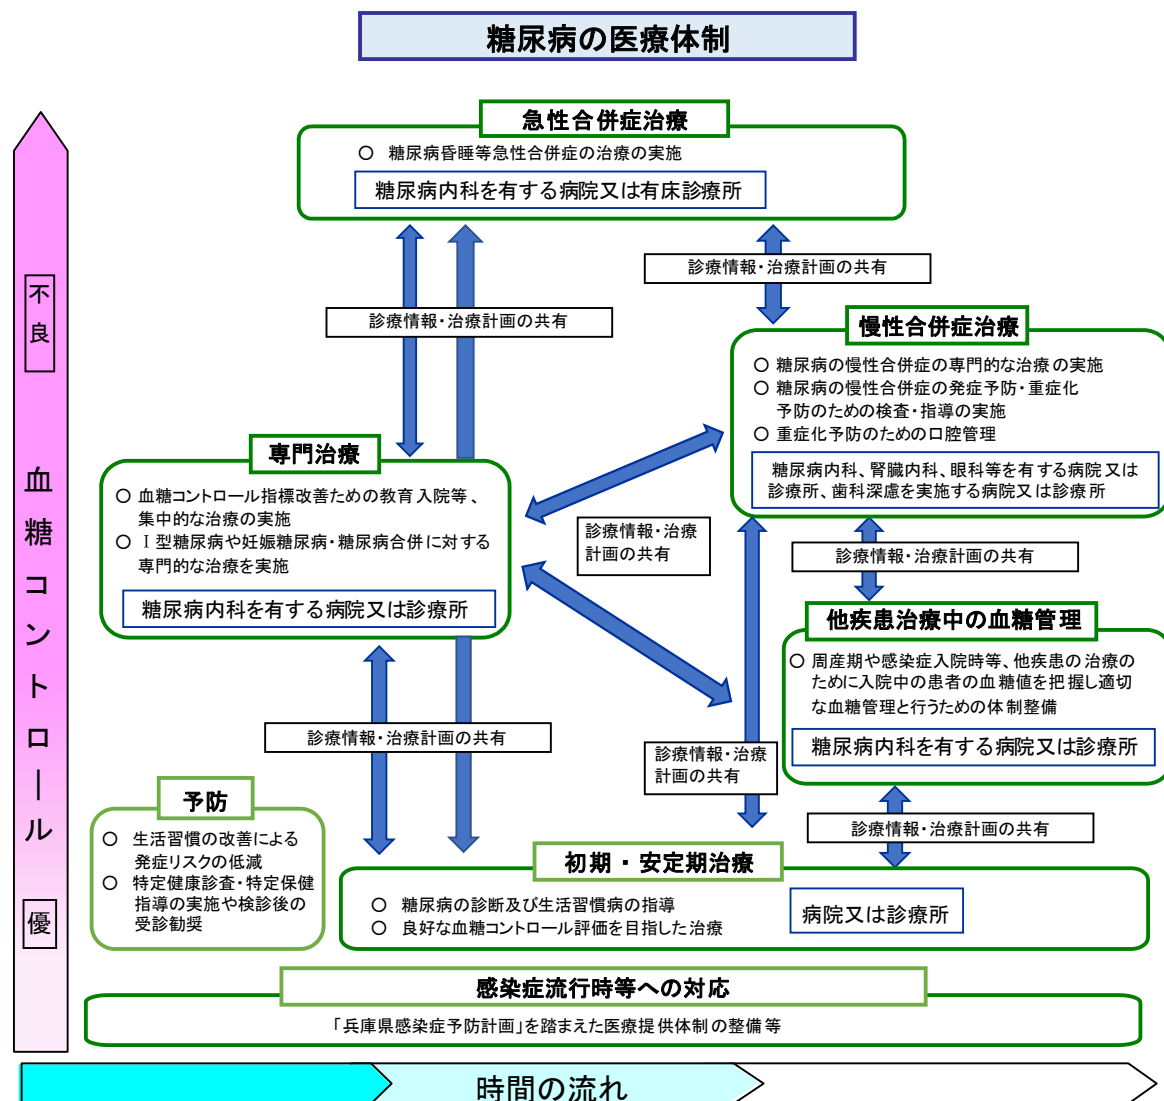 糖尿病の医療体制
急性合併症治療
○ 糖尿病昏睡等急性合併症の治療の実施
糖尿病内科を有する病院又は有床診療所
診療情報・治療計画の共有
診療情報・治療計画の共有
不良
血糖コントロール
優
慢性合併症治療
○ 糖尿病の慢性合併症の専門的な治療の実施
○ 糖尿病の慢性合併症の発症予防・重症化
予防のための検査・指導の実施
○ 重症化予防のための口腔管理
糖尿病内科、腎臓内科、眼科等を有する病院又は
診療所、歯科深慮を実施する病院又は診療所
専門治療
○ 血糖コントロール指標改善ための教育入院等、
集中的な治療の実施
○ Ⅰ型糖尿病や妊娠糖尿病・糖尿病合併に対する
専門的な治療を実施
糖尿病内科を有する病院又は診療所
診療情報・治療
計画の共有
診療情報・治療計画の共有
他疾患治療中の血糖管理
○ 周産期や感染症入院時等、他疾患の治療の
ために入院中の患者の血糖値を把握し適切
な血糖管理と行うための体制整備
糖尿病内科を有する病院又は診療所
診療情報・治療計画の共有
診療情報・治療
計画の共有
診療情報・治療計画の共有
予防
○ 生活習慣の改善による
発症リスクの低減
○ 特定健康診査・特定保健
指導の実施や検診後の
受診勧奨
初期・安定期治療
○ 糖尿病の診断及び生活習慣病の指導
○ 良好な血糖コントロール評価を目指した治療
病院又は診療所
感染症流行時等への対応
「兵庫県感染症予防計画」を踏まえた医療提供体制の整備等
時間の流れ